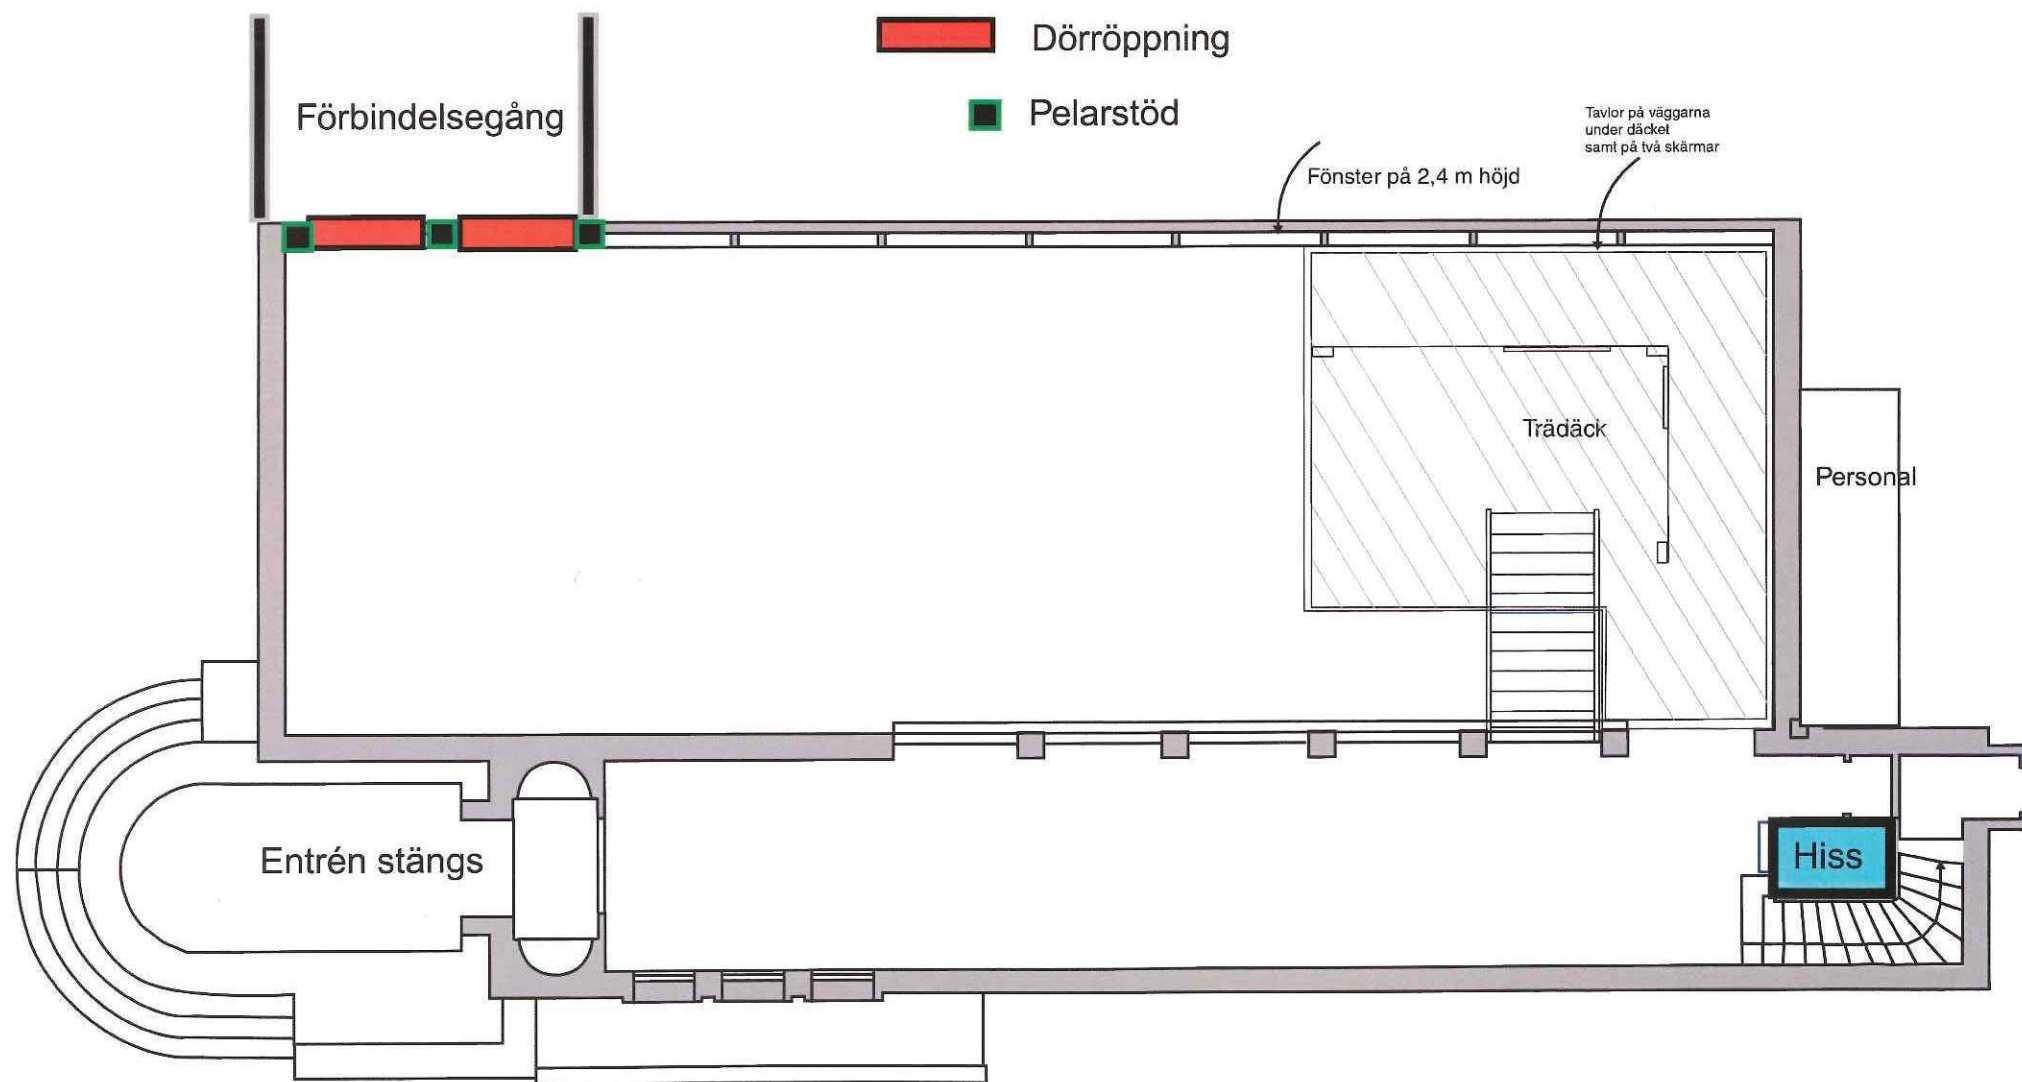 Dörröppning
Förbindelsegång
Pelarstöd
Tavlor på väggarna
under däcket
samt på två skärmar
Fönster på 2,4 m höjd
Trädäck
Personal
Entrén stängs
Hiss